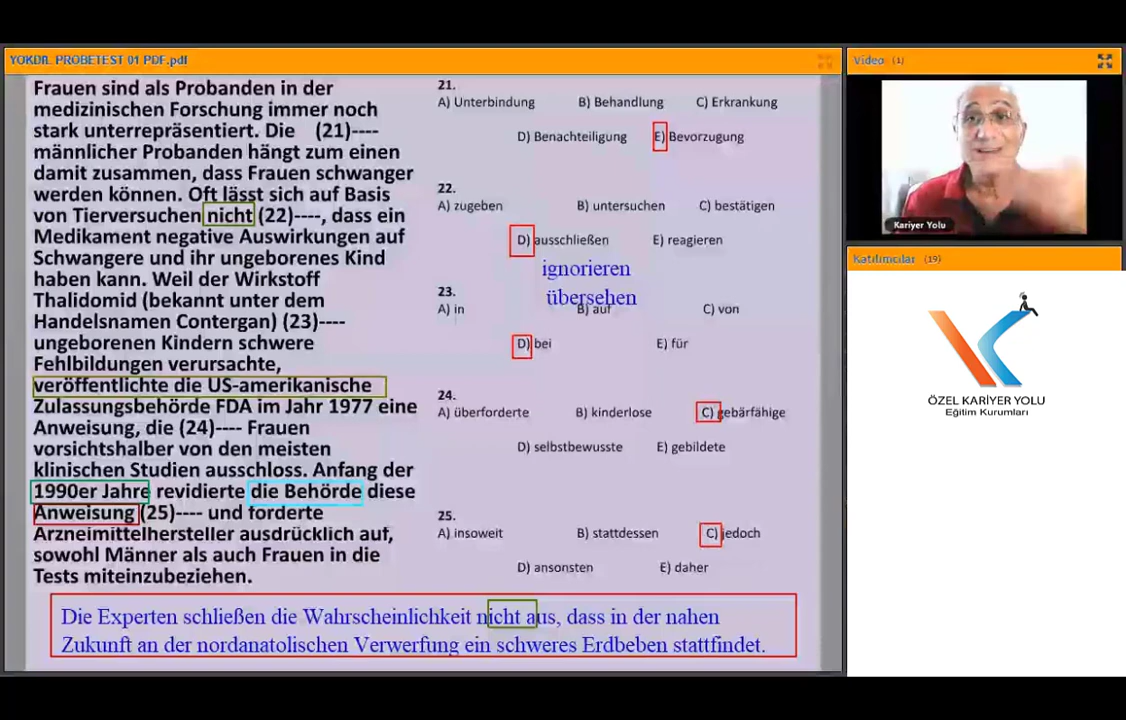 YOKDIL PROBETEST 01 PDF.pdf
Frauen sind als Probanden in der
medizinischen Forschung immer noch
stark unterrepräsentiert. Die (21)----
männlicher Probanden hängt zum einen
damit zusammen, dass Frauen schwanger
werden können. Oft lässt sich auf Basis
von Tierversuchen nicht (22)----, dass ein
Medikament negative Auswirkungen auf
Schwangere und ihr ungeborenes Kind
haben kann. Weil der Wirkstoff
Thalidomid (bekannt unter dem
Handelsnamen Contergan) (23)----
ungeborenen Kindern schwere
Fehlbildungen verursachte,
veröffentlichte die US-amerikanische
Zulassungsbehörde FDA im Jahr 1977 eine
Anweisung, die (24)---- Frauen
vorsichtshalber von den meisten
klinischen Studien ausschloss. Anfang der
1990er Jahre revidierte die Behörde diese
Anweisung (25)---- und forderte
Arzneimittelhersteller ausdrücklich auf,
sowohl Männer als auch Frauen in die
Tests miteinzubeziehen.
21.
A) Unterbindung B) Behandlung C) Erkrankung
D) Benachteiligung E) Bevorzugung
22.
A) zugeben B) untersuchen C) bestätigen
D) ausschließen E) reagieren
ignorieren
übersehen
23.
A) in B) auf C) von
D) bei E) für
24.
A) überforderte B) kinderlose C) gebärfähige
D) selbstbewusste E) gebildete
25.
A) insoweit B) stattdessen C) jedoch
D) ansonsten E) daher
Die Experten schließen die Wahrscheinlichkeit nicht aus, dass in der nahen
Zukunft an der nordanatolischen Verwerfung ein schweres Erdbeben stattfindet.
Video (1)
Kariyer Yolu
Katılımcılar (19)
ÖZEL KARİYER YOLU
Eğitim Kurumları